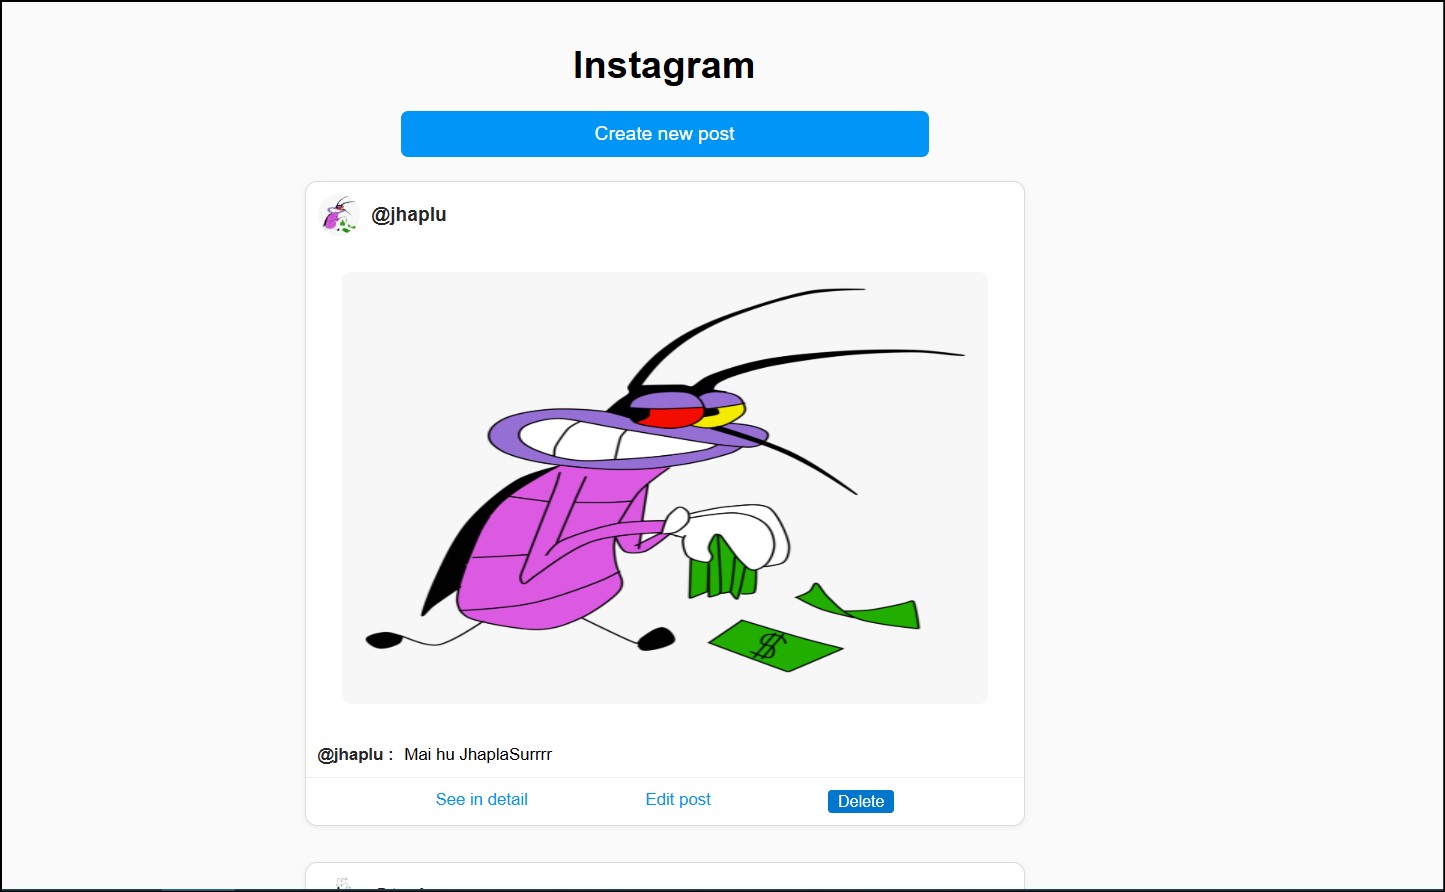 Instagram
Create new post
@jhaplu
$
@jhaplu : Mai hu JhaplaSurrrr
See in detail Edit post Delete